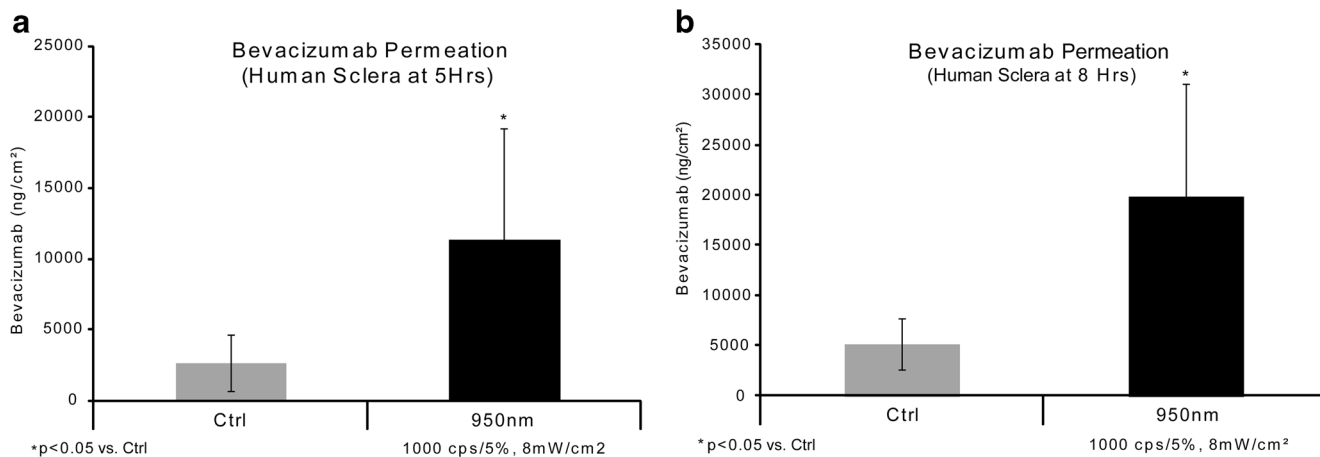 a
Bevacizumab Permeation
(Human Sclera at 5Hrs)
Bevacizumab (ng/cm²)
25000
20000
15000
10000
5000
0
Ctrl
950nm
*p<0.05 vs. Ctrl
1000 cps/5%, 8mW/cm2
b
Bevacizumab Permeation
(Human Sclera at 8 Hrs)
Bevacizumab (ng/cm²)
35000
30000
25000
20000
15000
10000
5000
0
*
*
Ctrl
950nm
*p<0.05 vs. Ctrl
1000 cps/5%, 8mW/cm²